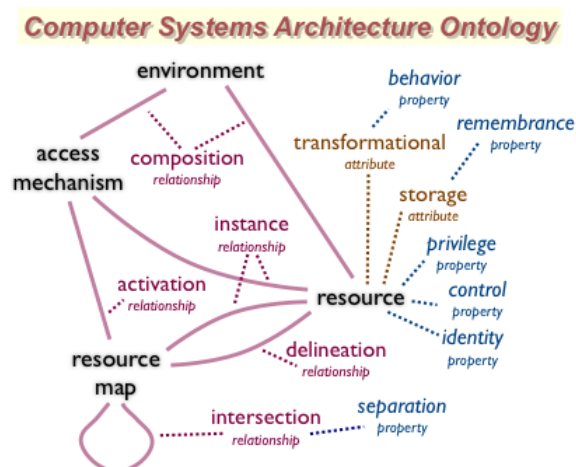 Computer Systems Architecture Ontology
environment
behavior
property
remembrance
property
transformational
attribute
access
mechanism
composition
relationship
storage
attribute
instance
relationship
privilege
property
activation
relationship
resource
control
property
identity
property
resource
map
delineation
relationship
intersection
relationship
separation
property